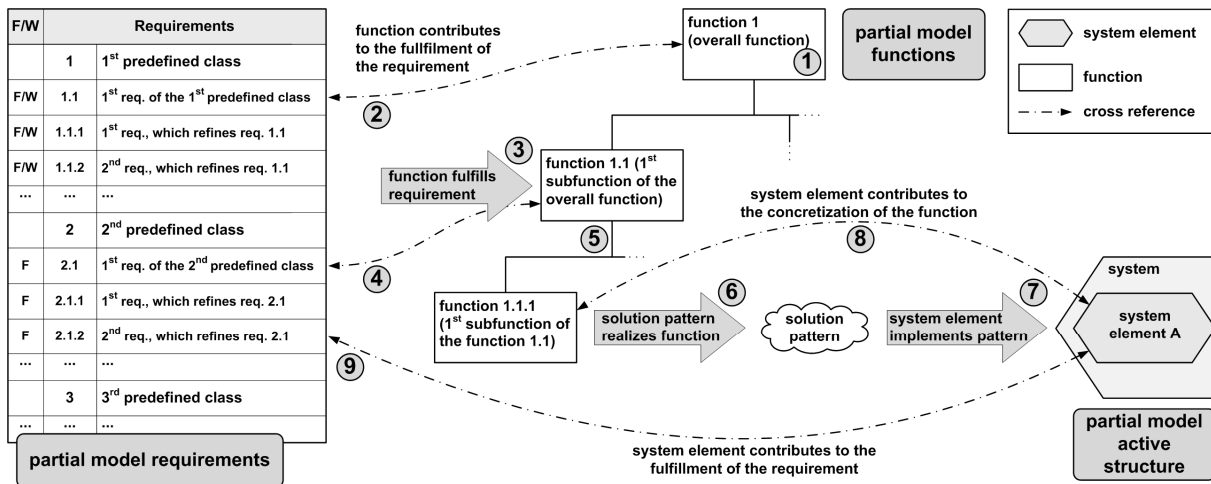 F/W Requirements
1 1st predefined class
F/W 1.1 1st req. of the 1st predefined class
F/W 1.1.1 1st req., which refines req. 1.1
F/W 1.1.2 2nd req., which refines req. 1.1
... ... ...
2 2nd predefined class
F 2.1 1st req. of the 2nd predefined class
F 2.1.1 1st req., which refines req. 2.1
F 2.1.2 2nd req., which refines req. 2.1
... ... ...
3 3rd predefined class
... ... ...
partial model requirements
function contributes
to the fullfilment of
the requirement
2
function 1
(overall function)
1
partial model
functions
system element
function
cross reference
3
function fulfills
requirement
function 1.1 (1st
subfunction of the
overall function)
4
5
system element contributes to
the concretization of the function
8
function 1.1.1
(1st subfunction of
the function 1.1)
6
solution pattern
realizes function
solution
pattern
7
system element
implements pattern
system
system
element A
9
system element contributes to the
fulfillment of the requirement
partial model
active
structure